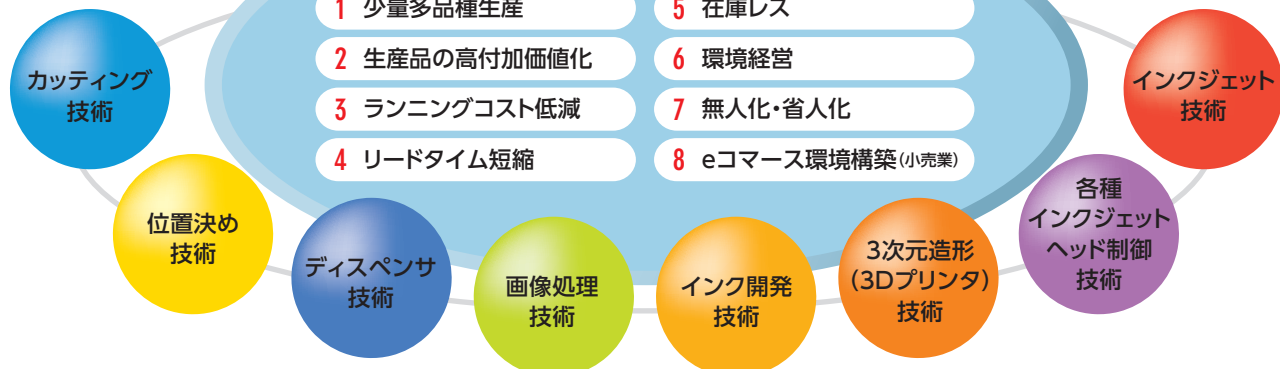 1 少量多品種生産
2 生産品の高付加価値化
3 ランニングコスト低減
4 リードタイム短縮
5 在庫レス
6 環境経営
7 無人化・省人化
8 eコマース環境構築(小売業)
カッティング
技術
位置決め
技術
ディスペンサ
技術
画像処理
技術
インク開発
技術
3次元造形
(3Dプリンタ)
技術
各種
インクジェット
ヘッド制御
技術
インクジェット
技術